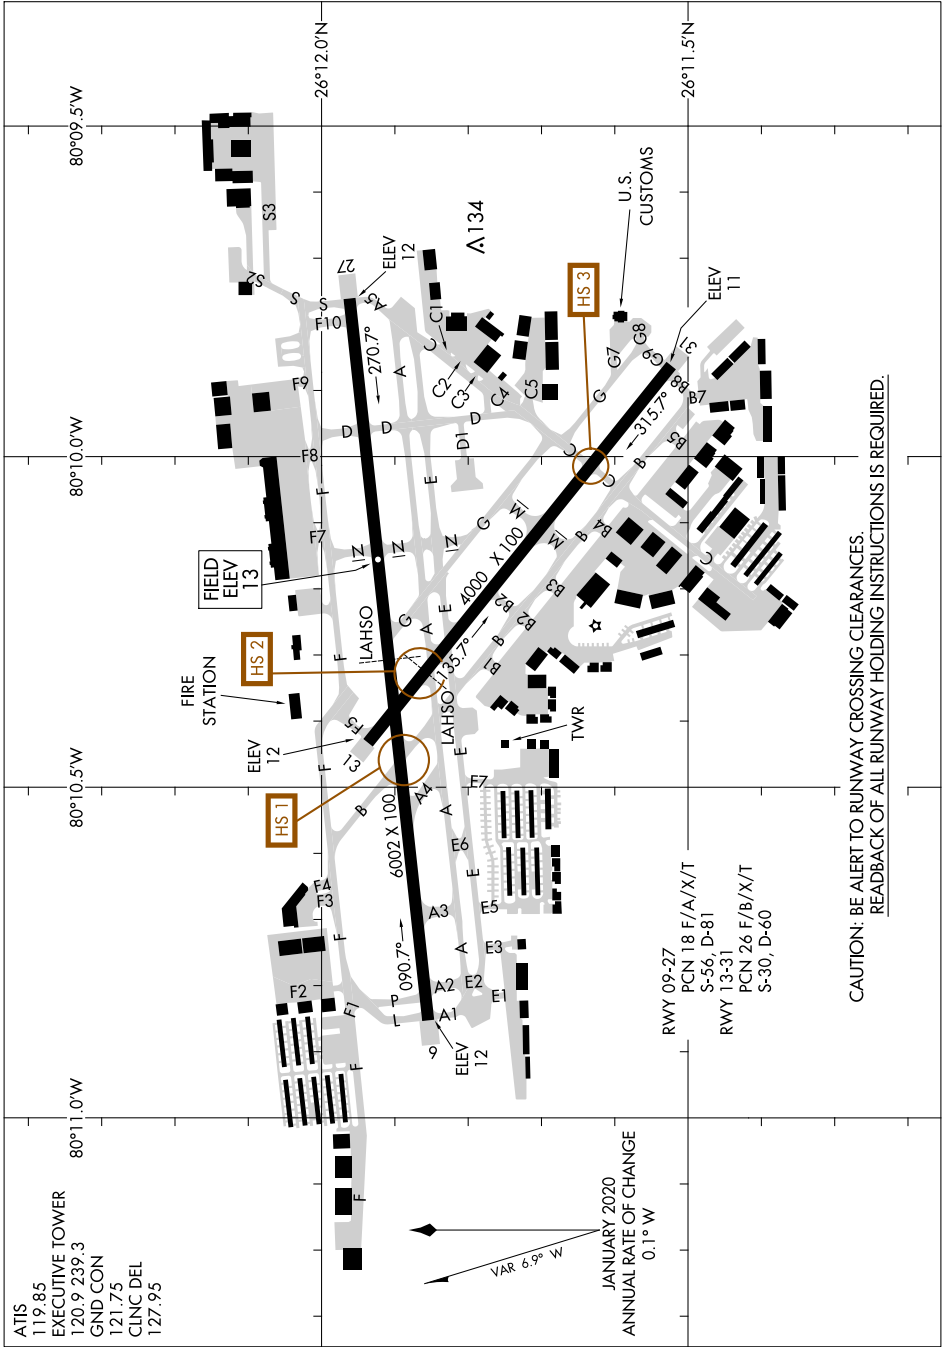 ATIS
119.85
EXECUTIVE TOWER
120.9 239.3
GND CON
121.75
CLNC DEL
127.95
80°11.0'W
80°10.5'W
80°10.0'W
80°09.5'W
26°12.0'N
26°11.5'N
VAR 6.9° W
JANUARY 2020
ANNUAL RATE OF CHANGE
0.1° W
FIRE
STATION
FIELD
ELEV
13
HS 1
HS 2
HS 3
ELEV
12
ELEV
12
ELEV
12
ELEV
11
LAHSO
LAHSO
9
27
13
31
090.7°
270.7°
135.7°
315.7°
6002 X 100
4000 X 100
A134
U.S.
CUSTOMS
TWR
F
F
F1
F2
F
F3
F4
F
F5
F
F7
F
F8
F9
F10
S
S
S2
S3
L
P
A1
A2
A
A3
A4
A
A
A
A5
B
B1
B
B2
B2
B3
B
B4
B
B5
B7
B8
C
C1
C2
C3
C4
C5
C
C
C
D
D
D
D1
E1
E2
E3
E5
E
E6
E7
E
E
E
G
G
G
G7
G8
G9
M
M
N
N
N
RWY 09-27
PCN 18 F/A/X/T
S-56, D-81
RWY 13-31
PCN 26 F/B/X/T
S-30, D-60
CAUTION: BE ALERT TO RUNWAY CROSSING CLEARANCES.
READBACK OF ALL RUNWAY HOLDING INSTRUCTIONS IS REQUIRED.